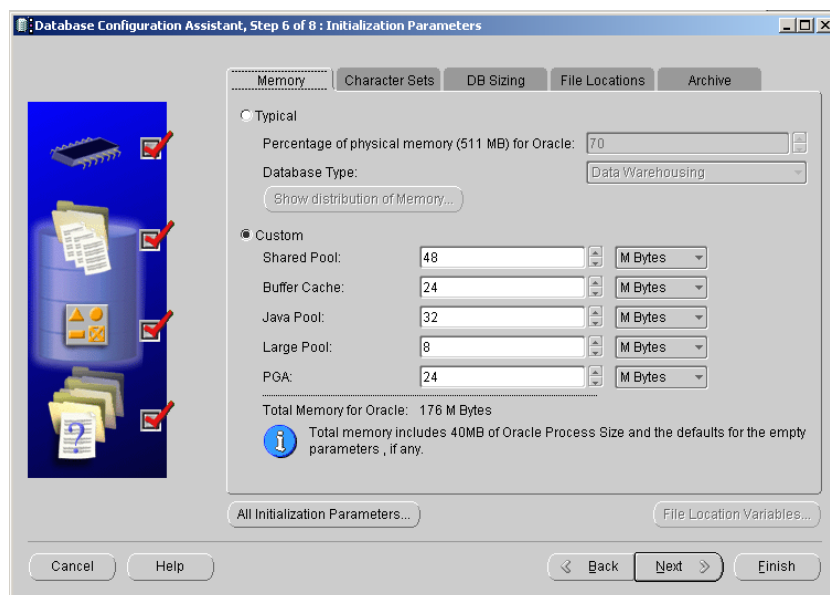 Database Configuration Assistant, Step 6 of 8 : Initialization Parameters
Memory Character Sets DB Sizing File Locations Archive
Typical
Percentage of physical memory (511 MB) for Oracle: 70
Database Type: Data Warehousing
Show distribution of Memory...
Custom
Shared Pool: 48 M Bytes
Buffer Cache: 24 M Bytes
Java Pool: 32 M Bytes
Large Pool: 8 M Bytes
PGA: 24 M Bytes
Total Memory for Oracle: 176 M Bytes
Total memory includes 40MB of Oracle Process Size and the defaults for the empty
parameters , if any.
All Initialization Parameters... File Location Variables...
Cancel Help Back Next Finish